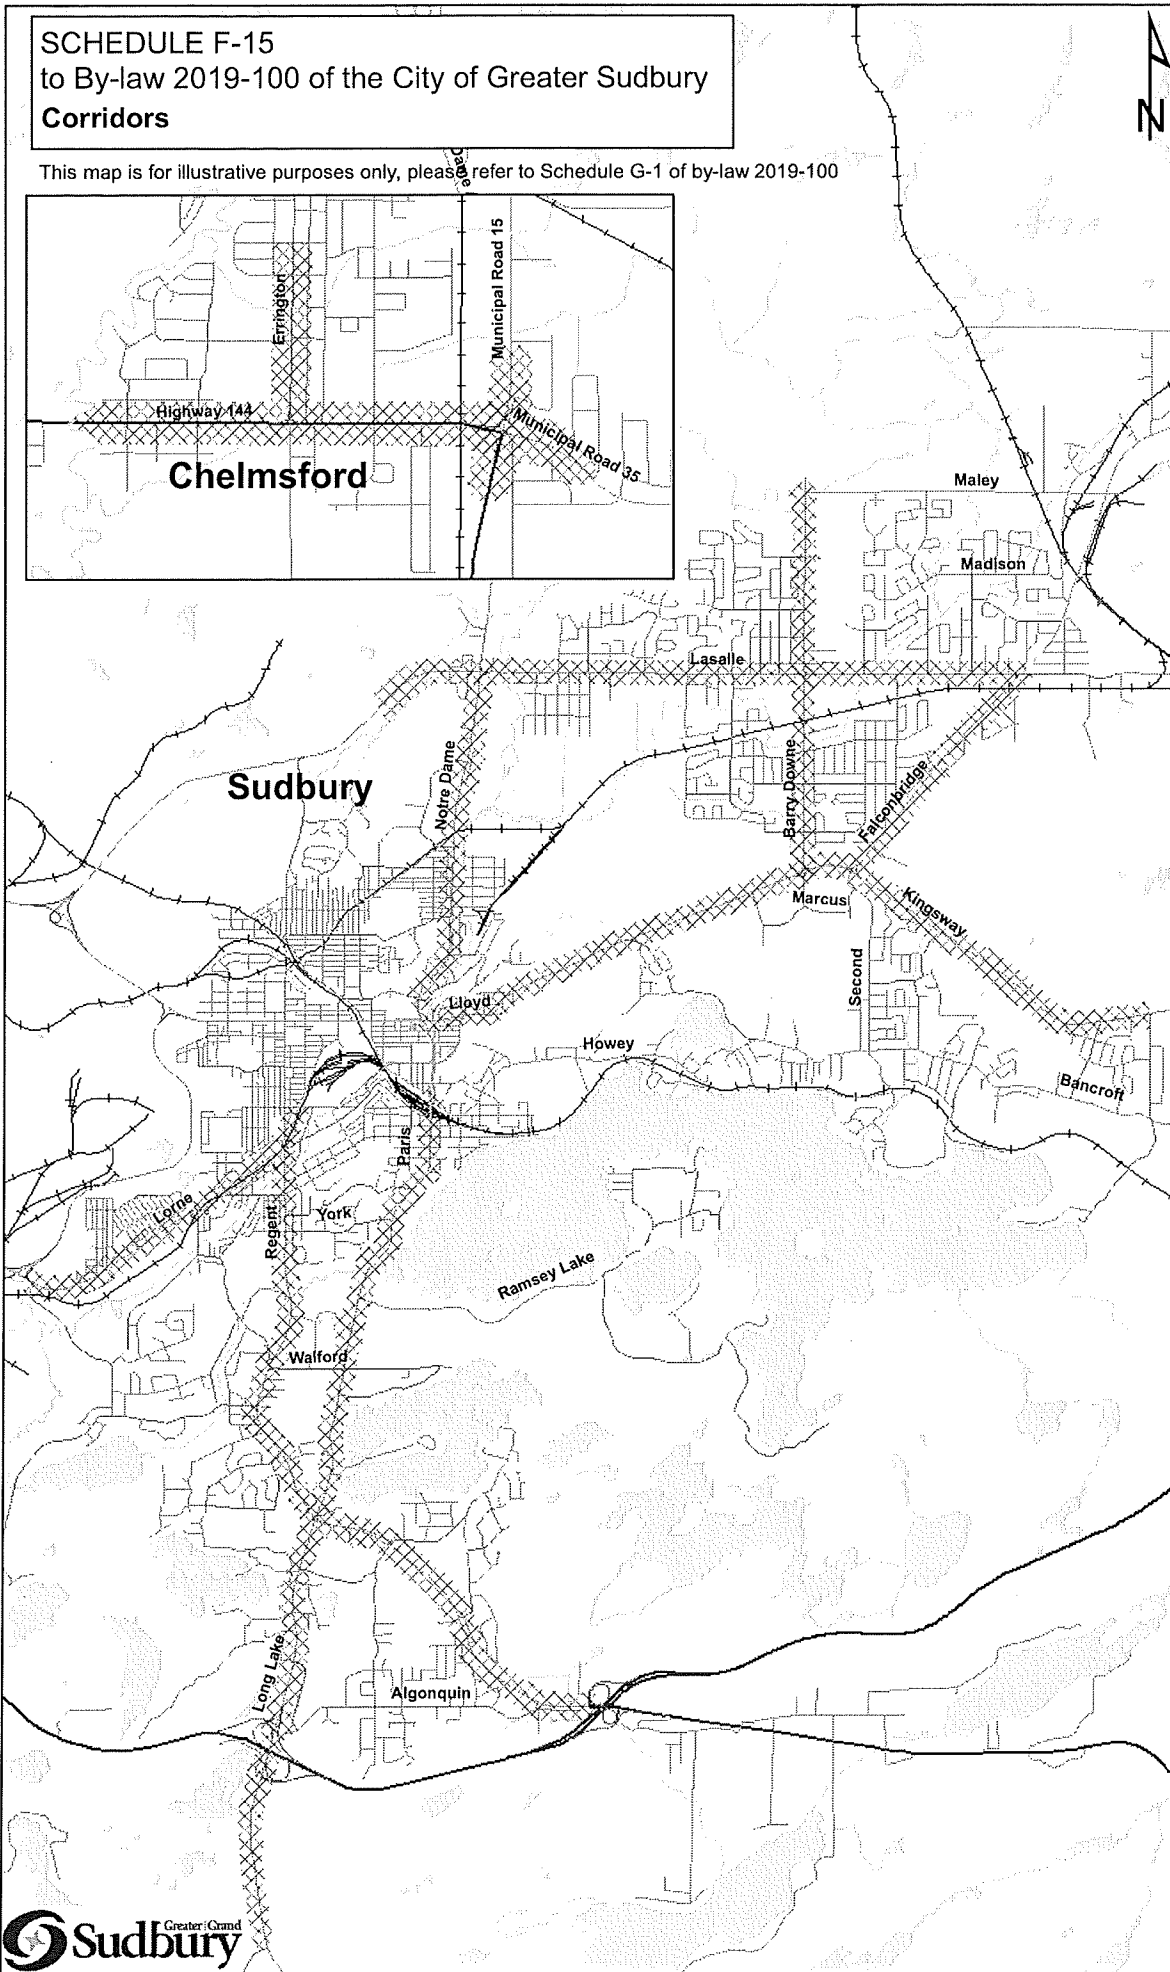 SCHEDULE F-15
to By-law 2019-100 of the City of Greater Sudbury
Corridors
N
This map is for illustrative purposes only, please refer to Schedule G-1 of by-law 2019-100
Dame
Municipal Road 15
Errington
Highway 144
Municipal Road 35
Chelmsford
Maley
Madison
Lasalle
Sudbury
Notre Dame
Barry Downe
Falconbridge
Marcus
Kingsway
Second
Lloyd
Howey
Bancroft
Paris
Lorne
York
Regent
Ramsey Lake
Walford
Long Lake
Algonquin
Greater Grand
Sudbury